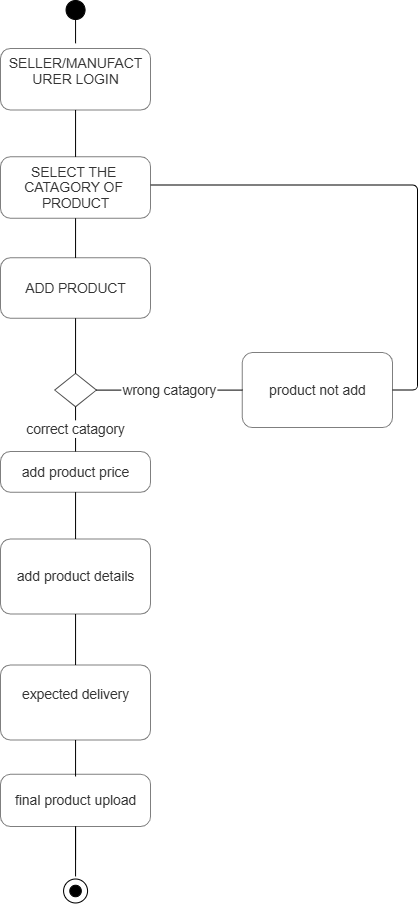 SELLER/MANUFACT
URER LOGIN
SELECT THE
CATAGORY OF
PRODUCT
ADD PRODUCT
wrong catagory
product not add
correct catagory
add product price
add product details
expected delivery
final product upload